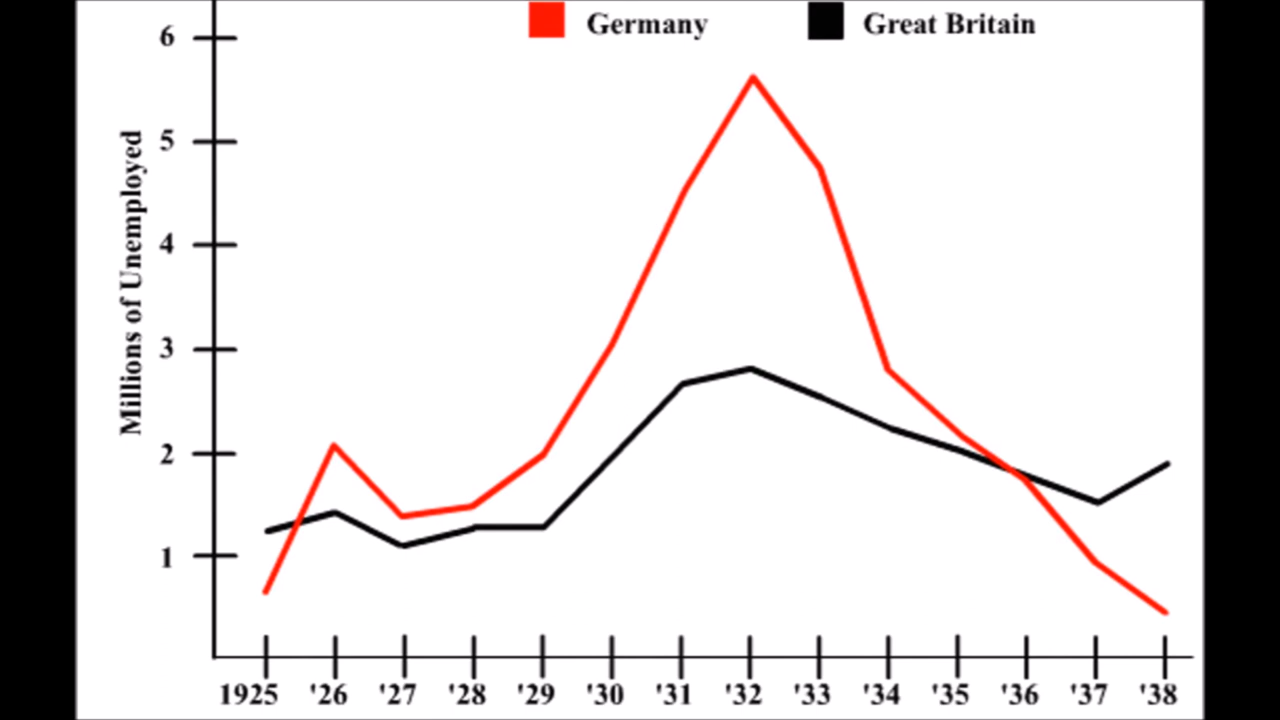 Germany
Great Britain
Millions of Unemployed
6
5
4
3
2
1
1925 '26 '27 '28 '29 '30 '31 '32 '33 '34 '35 '36 '37 '38